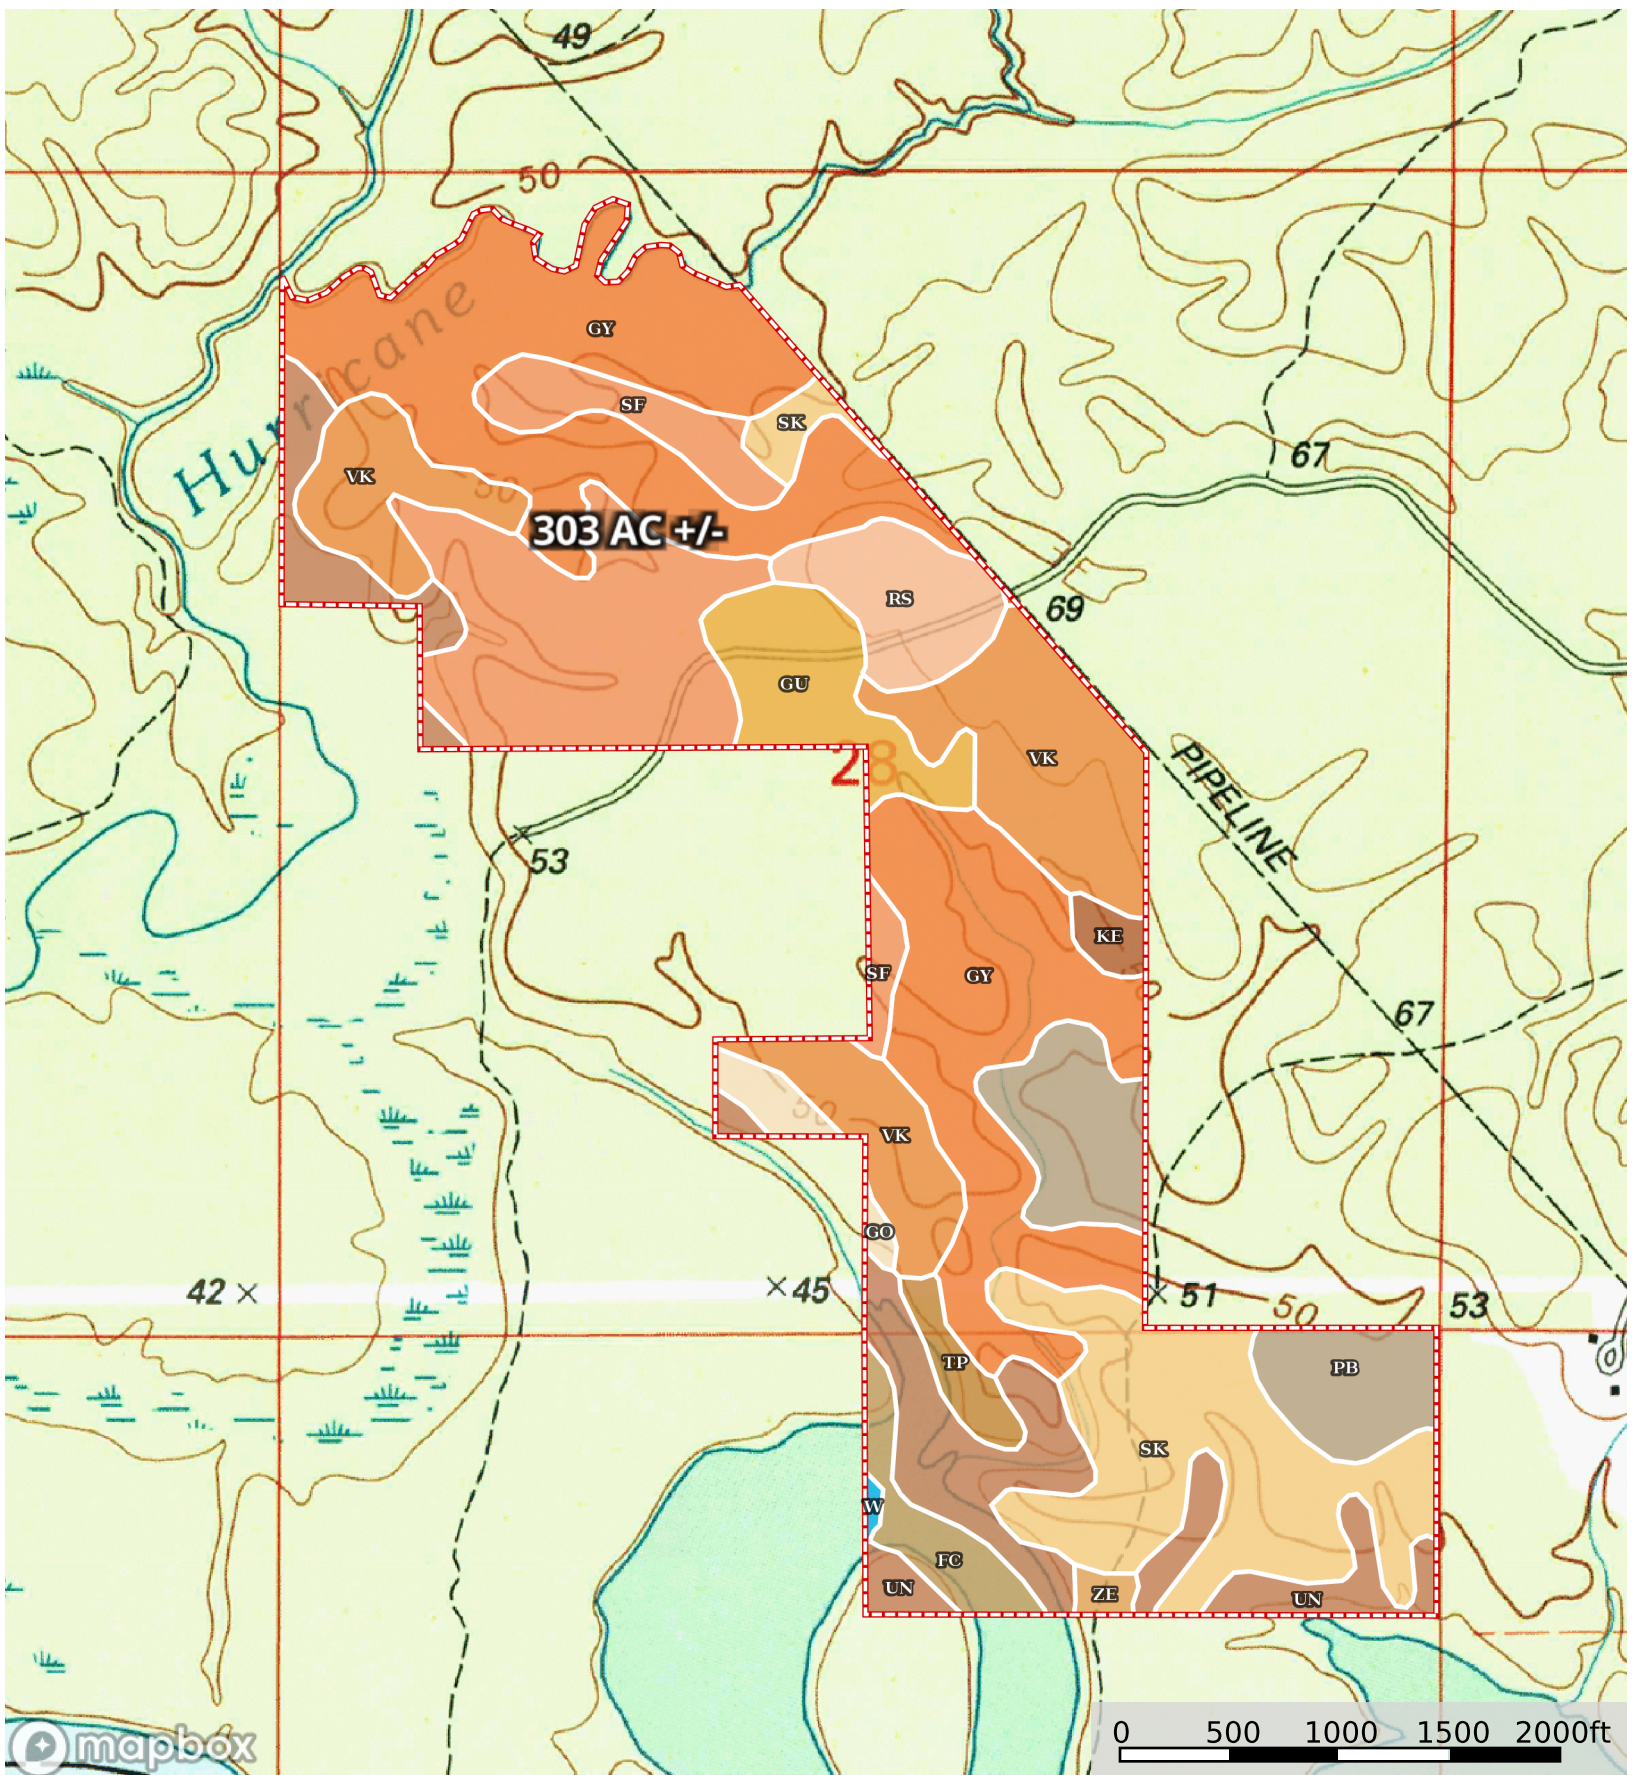 49
50
GY
Hurricane
SF
SK
67
VK
50
303 AC +/-
RS
69
GU
28
VK
PIPELINE
53
KE
SF
GY
67
50
VK
GO
42
45
51
50
53
TP
PB
SK
W
FC
UN
ZE
UN
0 500 1000 1500 2000ft
mapbox